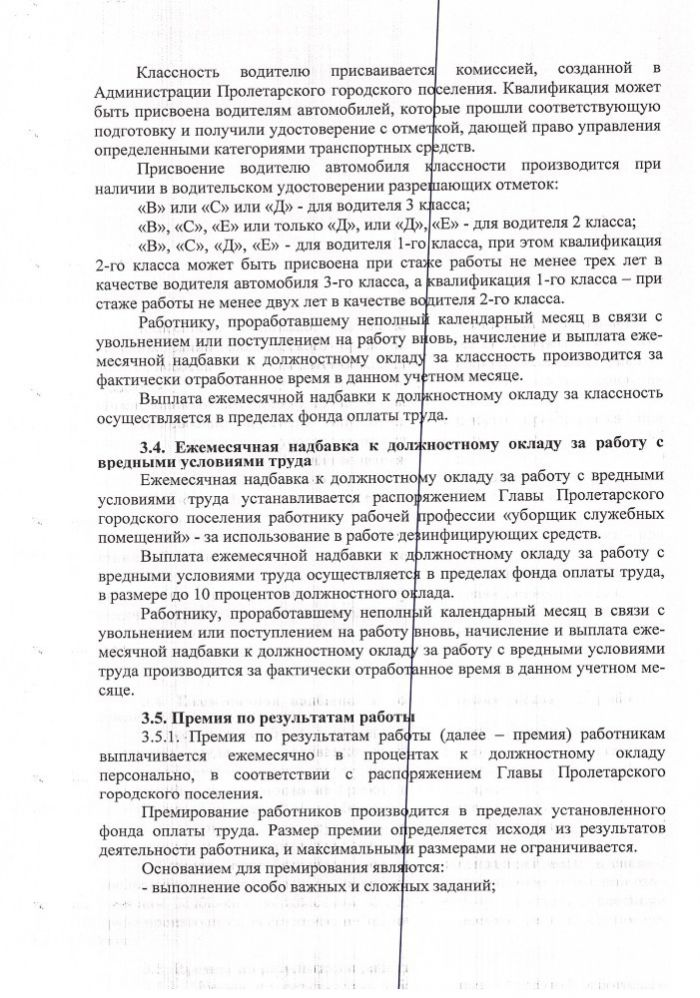 Классность водителю присваивается комиссией, созданной в
Администрации Пролетарского городского поселения. Квалификация может
быть присвоена водителям автомобилей, которые прошли соответствующую
подготовку и получили удостоверение с отметкой, дающей право управления
определенными категориями транспортных средств.
Присвоение водителю автомобиля классности производится при
наличии в водительском удостоверении разрешающих отметок:
«В» или «С» или «Д» - для водителя 3 класса;
«В», «С», «Е» или только «Д», или «Д», «Е» - для водителя 2 класса;
«В», «С», «Д», «Е» - для водителя 1-го класса, при этом квалификация
2-го класса может быть присвоена при стаже работы не менее трех лет в
качестве водителя автомобиля 3-го класса, а квалификация 1-го класса – при
стаже работы не менее двух лет в качестве водителя 2-го класса.
Работнику, проработавшему неполный календарный месяц в связи с
увольнением или поступлением на работу вновь, начисление и выплата еже-
месячной надбавки к должностному окладу за классность производится за
фактически отработанное время в данном учетном месяце.
Выплата ежемесячной надбавки к должностному окладу за классность
осуществляется в пределах фонда оплаты труда.
3.4. Ежемесячная надбавка к должностному окладу за работу с
вредными условиями труда
Ежемесячная надбавка к должностному окладу за работу с вредными
условиями труда устанавливается распоряжением Главы Пролетарского
городского поселения работнику рабочей профессии «уборщик служебных
помещений» - за использование в работе дезинфицирующих средств.
Выплата ежемесячной надбавки к должностному окладу за работу с
вредными условиями труда осуществляется в пределах фонда оплаты труда,
в размере до 10 процентов должностного оклада.
Работнику, проработавшему неполный календарный месяц в связи с
увольнением или поступлением на работу вновь, начисление и выплата еже-
месячной надбавки к должностному окладу за работу с вредными условиями
труда производится за фактически отработанное время в данном учетном ме-
сяце.
3.5. Премия по результатам работы
3.5.1. Премия по результатам работы (далее – премия) работникам
выплачивается ежемесячно в процентах к должностному окладу
персонально, в соответствии с распоряжением Главы Пролетарского
городского поселения.
Премирование работников производится в пределах установленного
фонда оплаты труда. Размер премии определяется исходя из результатов
деятельности работника, и максимальными размерами не ограничивается.
Основанием для премирования являются:
- выполнение особо важных и сложных заданий;